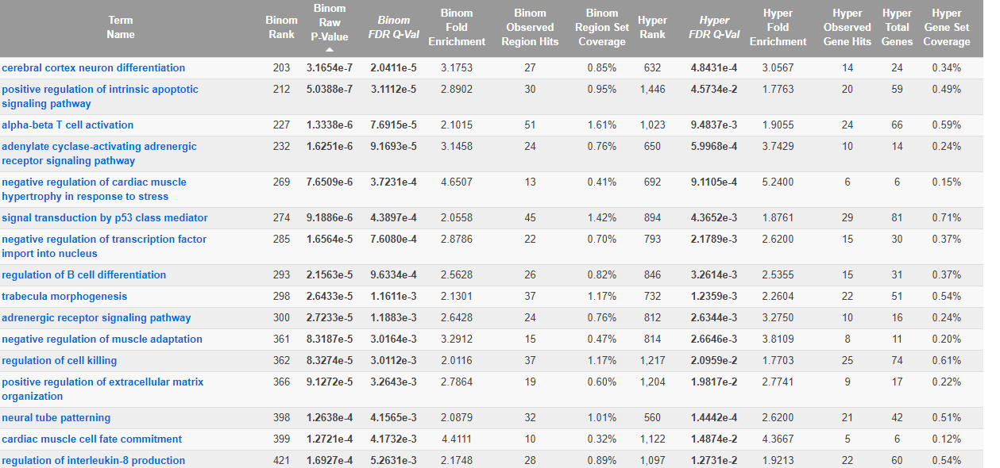 Term Name Binom Rank Binom Raw P-Value Binom FDR Q-Val Binom Fold Enrichment Binom Observed Region Hits Binom Region Set Coverage Hyper Rank Hyper FDR Q-Val Hyper Fold Enrichment Hyper Observed Gene Hits Hyper Total Genes Hyper Gene Set Coverage
cerebral cortex neuron differentiation 203 3.1654e-7 2.0411e-5 3.1753 27 0.85% 632 4.8431e-4 3.0567 14 24 0.34%
positive regulation of intrinsic apoptotic 212 5.0388e-7 3.1112e-5 2.8902 30 0.95% 1,446 4.5734e-2 1.7763 20 59 0.49%
signaling pathway
alpha-beta T cell activation 227 1.3338e-6 7.6915e-5 2.1015 51 1.61% 1,023 9.4837e-3 1.9055 24 66 0.59%
adenylate cyclase-activating adrenergic 232 1.6251e-6 9.1693e-5 3.1458 24 0.76% 650 5.9968e-4 3.7429 10 14 0.24%
receptor signaling pathway
negative regulation of cardiac muscle 269 7.6509e-6 3.7231e-4 4.6507 13 0.41% 692 9.1105e-4 5.2400 6 6 0.15%
hypertrophy in response to stress
signal transduction by p53 class mediator 274 9.1886e-6 4.3897e-4 2.0558 45 1.42% 894 4.3652e-3 1.8761 29 81 0.71%
negative regulation of transcription factor 285 1.6564e-5 7.6080e-4 2.8786 22 0.70% 793 2.1789e-3 2.6200 15 30 0.37%
import into nucleus
regulation of B cell differentiation 293 2.1563e-5 9.6334e-4 2.5628 26 0.82% 846 3.2614e-3 2.5355 15 31 0.37%
trabecula morphogenesis 298 2.6433e-5 1.1611e-3 2.1301 37 1.17% 732 1.2359e-3 2.2604 22 51 0.54%
adrenergic receptor signaling pathway 300 2.7233e-5 1.1883e-3 2.6428 24 0.76% 812 2.6344e-3 3.2750 10 16 0.24%
negative regulation of muscle adaptation 361 8.3187e-5 3.0164e-3 3.2912 15 0.47% 814 2.6646e-3 3.8109 8 11 0.20%
regulation of cell killing 362 8.3274e-5 3.0112e-3 2.0116 37 1.17% 1,217 2.0959e-2 1.7703 25 74 0.61%
positive regulation of extracellular matrix 366 9.1272e-5 3.2643e-3 2.7864 19 0.60% 1,204 1.9817e-2 2.7741 9 17 0.22%
organization
neural tube patterning 398 1.2638e-4 4.1565e-3 2.0879 32 1.01% 560 1.4442e-4 2.6200 21 42 0.51%
cardiac muscle cell fate commitment 399 1.2721e-4 4.1732e-3 4.4111 10 0.32% 1,122 1.4874e-2 4.3667 5 6 0.12%
regulation of interleukin-8 production 421 1.6927e-4 5.2631e-3 2.1748 28 0.89% 1,097 1.2731e-2 1.9213 22 60 0.54%